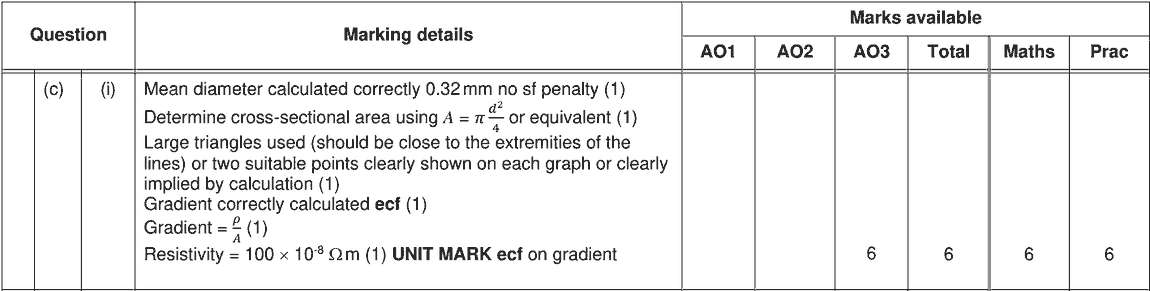 Question Marking details Marks available
AO1 AO2 AO3 Total Maths Prac
(c) (i) Mean diameter calculated correctly 0.32 mm no sf penalty (1)
Determine cross-sectional area using A = π d²/4 or equivalent (1)
Large triangles used (should be close to the extremities of the
lines) or two suitable points clearly shown on each graph or clearly
implied by calculation (1)
Gradient correctly calculated ecf (1)
Gradient = ρ/A (1)
Resistivity = 100 × 10⁻⁸ Ω m (1) UNIT MARK ecf on gradient 6 6 6 6